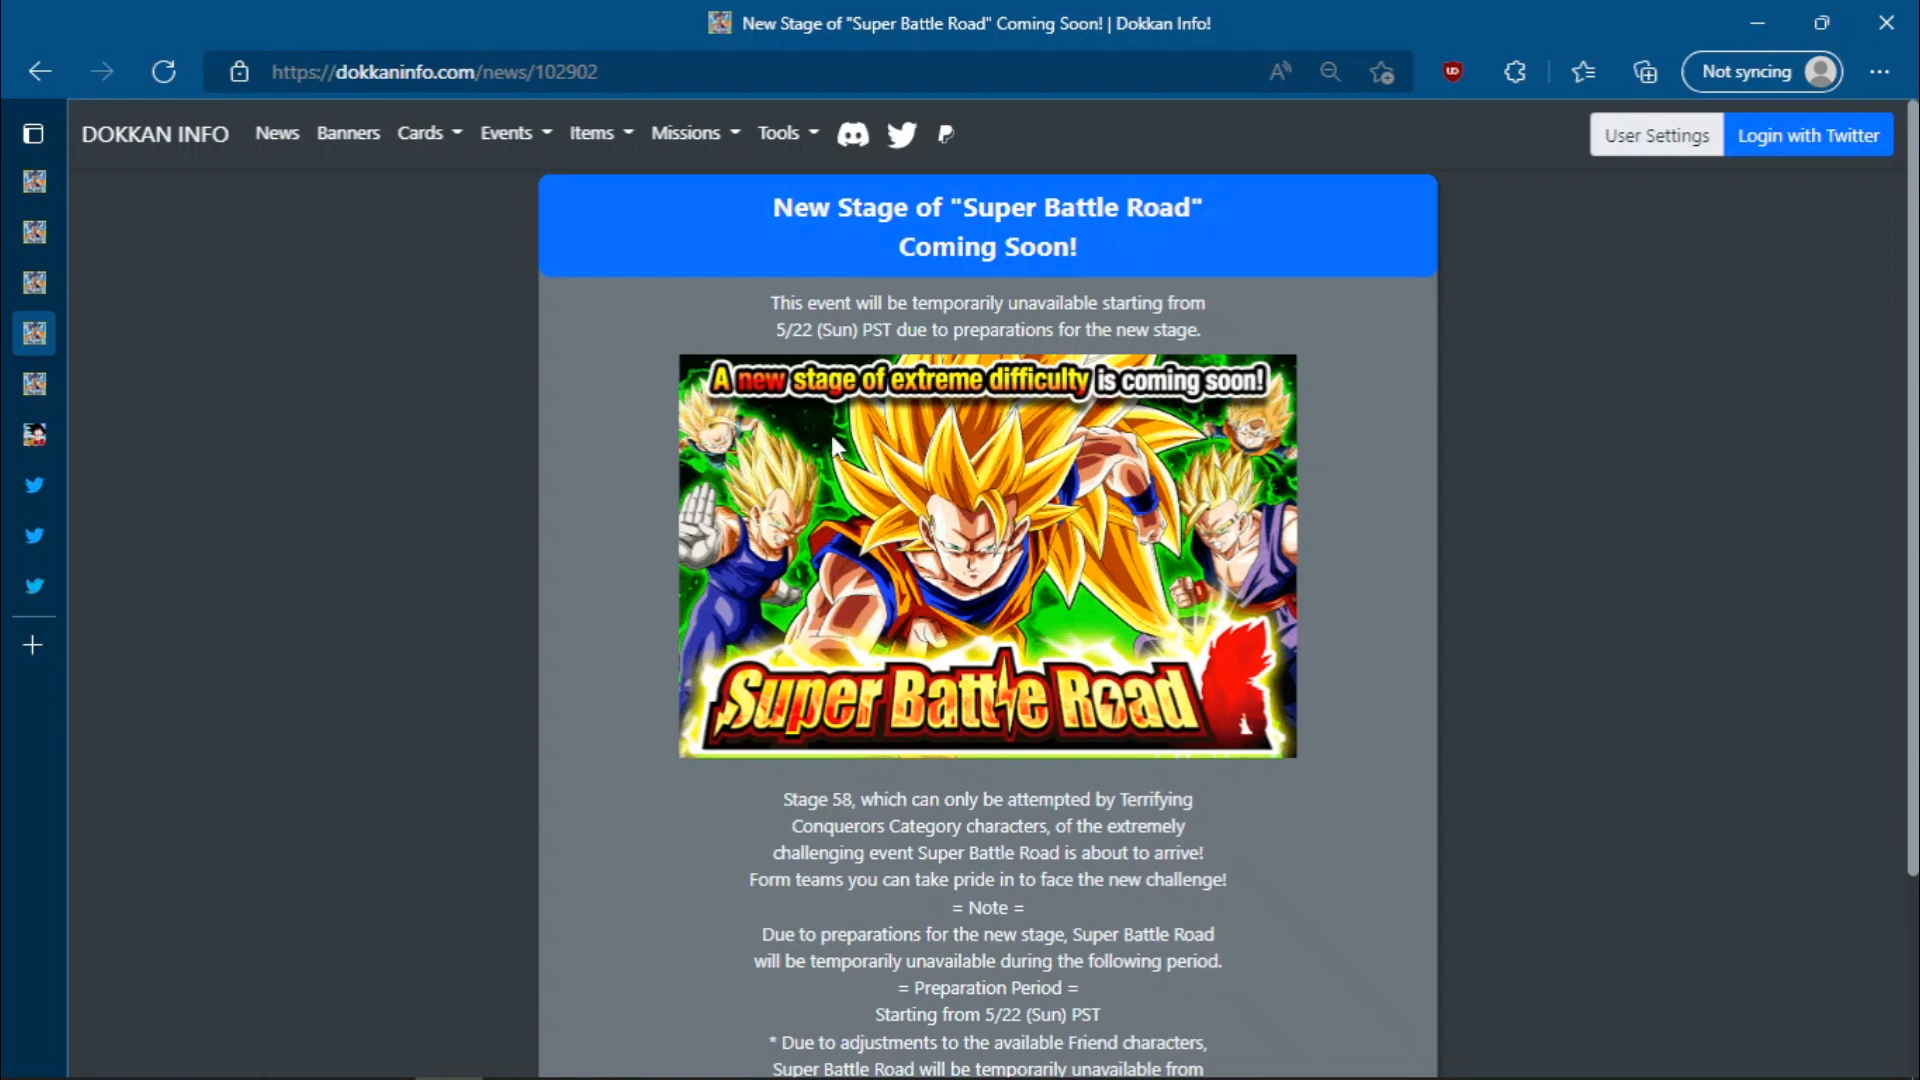 New Stage of "Super Battle Road" Coming Soon! | Dokkan Info!
https://dokkaninfo.com/news/102902
Not syncing
DOKKAN INFO
News
Banners
Cards
Events
Items
Missions
Tools
User Settings
Login with Twitter
New Stage of "Super Battle Road"
Coming Soon!
This event will be temporarily unavailable starting from
5/22 (Sun) PST due to preparations for the new stage.
A new stage of extreme difficulty is coming soon!
Super Battle Road
Stage 58, which can only be attempted by Terrifying
Conquerors Category characters, of the extremely
challenging event Super Battle Road is about to arrive!
Form teams you can take pride in to face the new challenge!
= Note =
Due to preparations for the new stage, Super Battle Road
will be temporarily unavailable during the following period.
= Preparation Period =
Starting from 5/22 (Sun) PST
* Due to adjustments to the available Friend characters,
Super Battle Road will be temporarily unavailable from